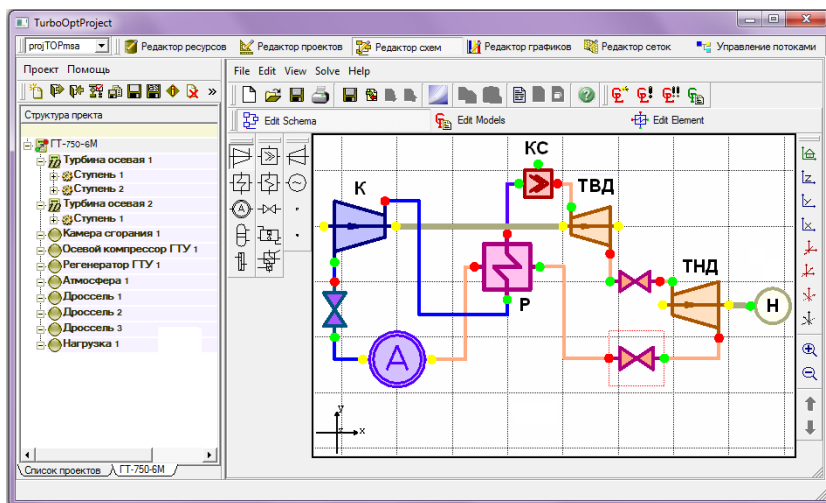 TurboOptProject
projTOPmsa Редактор ресурсов Редактор проектов Редактор схем Редактор графиков Редактор сеток Управление потоками
Проект Помощь
»
Структура пректа
ГТ-750-6М
Турбина осевая 1
Ступень 1
Ступень 2
Турбина осевая 2
Ступень 1
Камера сгорания 1
Осевой компрессор ГТУ 1
Регенератор ГТУ 1
Атмосфера 1
Дроссель 1
Дроссель 2
Дроссель 3
Нагрузка 1
Список проектов ГТ-750-6М
File Edit View Solve Help
Edit Schema Edit Models Edit Element
КС
К
ТВД
ТНД
Р
Н
А
y
z x